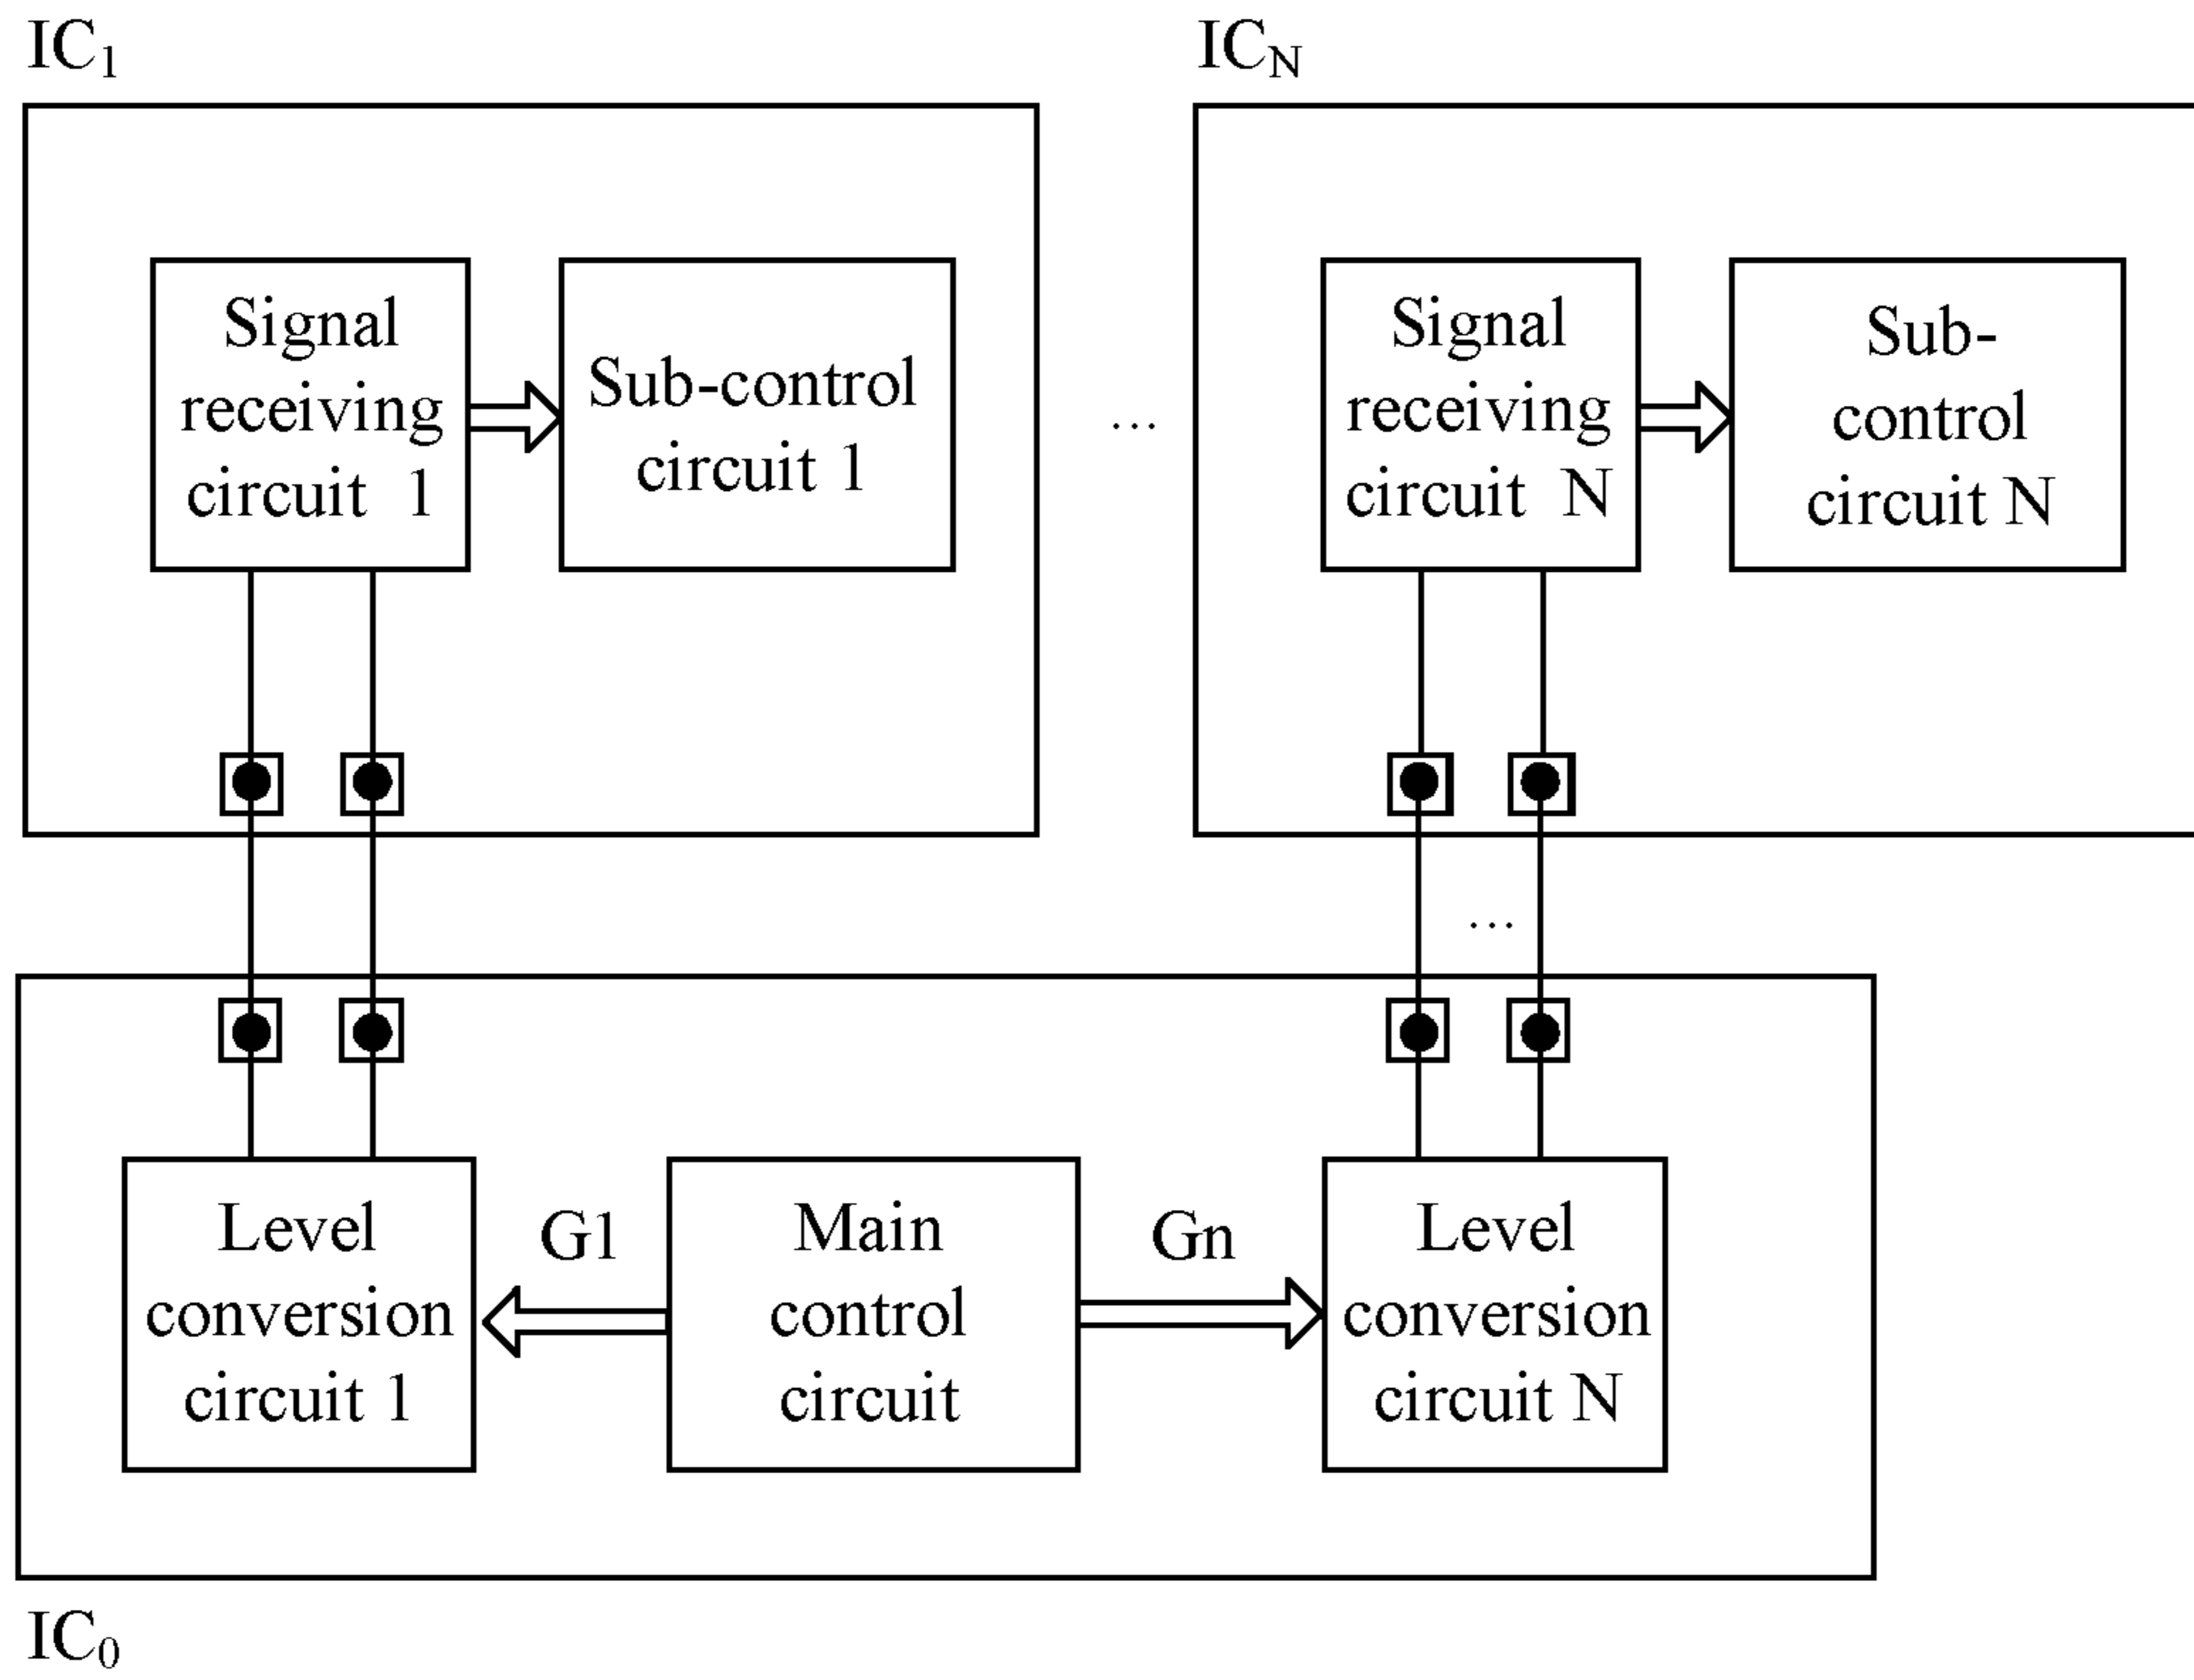 IC₁
IC_N
Signal
receiving
circuit 1
Sub-control
circuit 1
...
Signal
receiving
circuit N
Sub-
control
circuit N
...
Level
conversion
circuit 1
G1
Main
control
circuit
Gn
Level
conversion
circuit N
IC₀